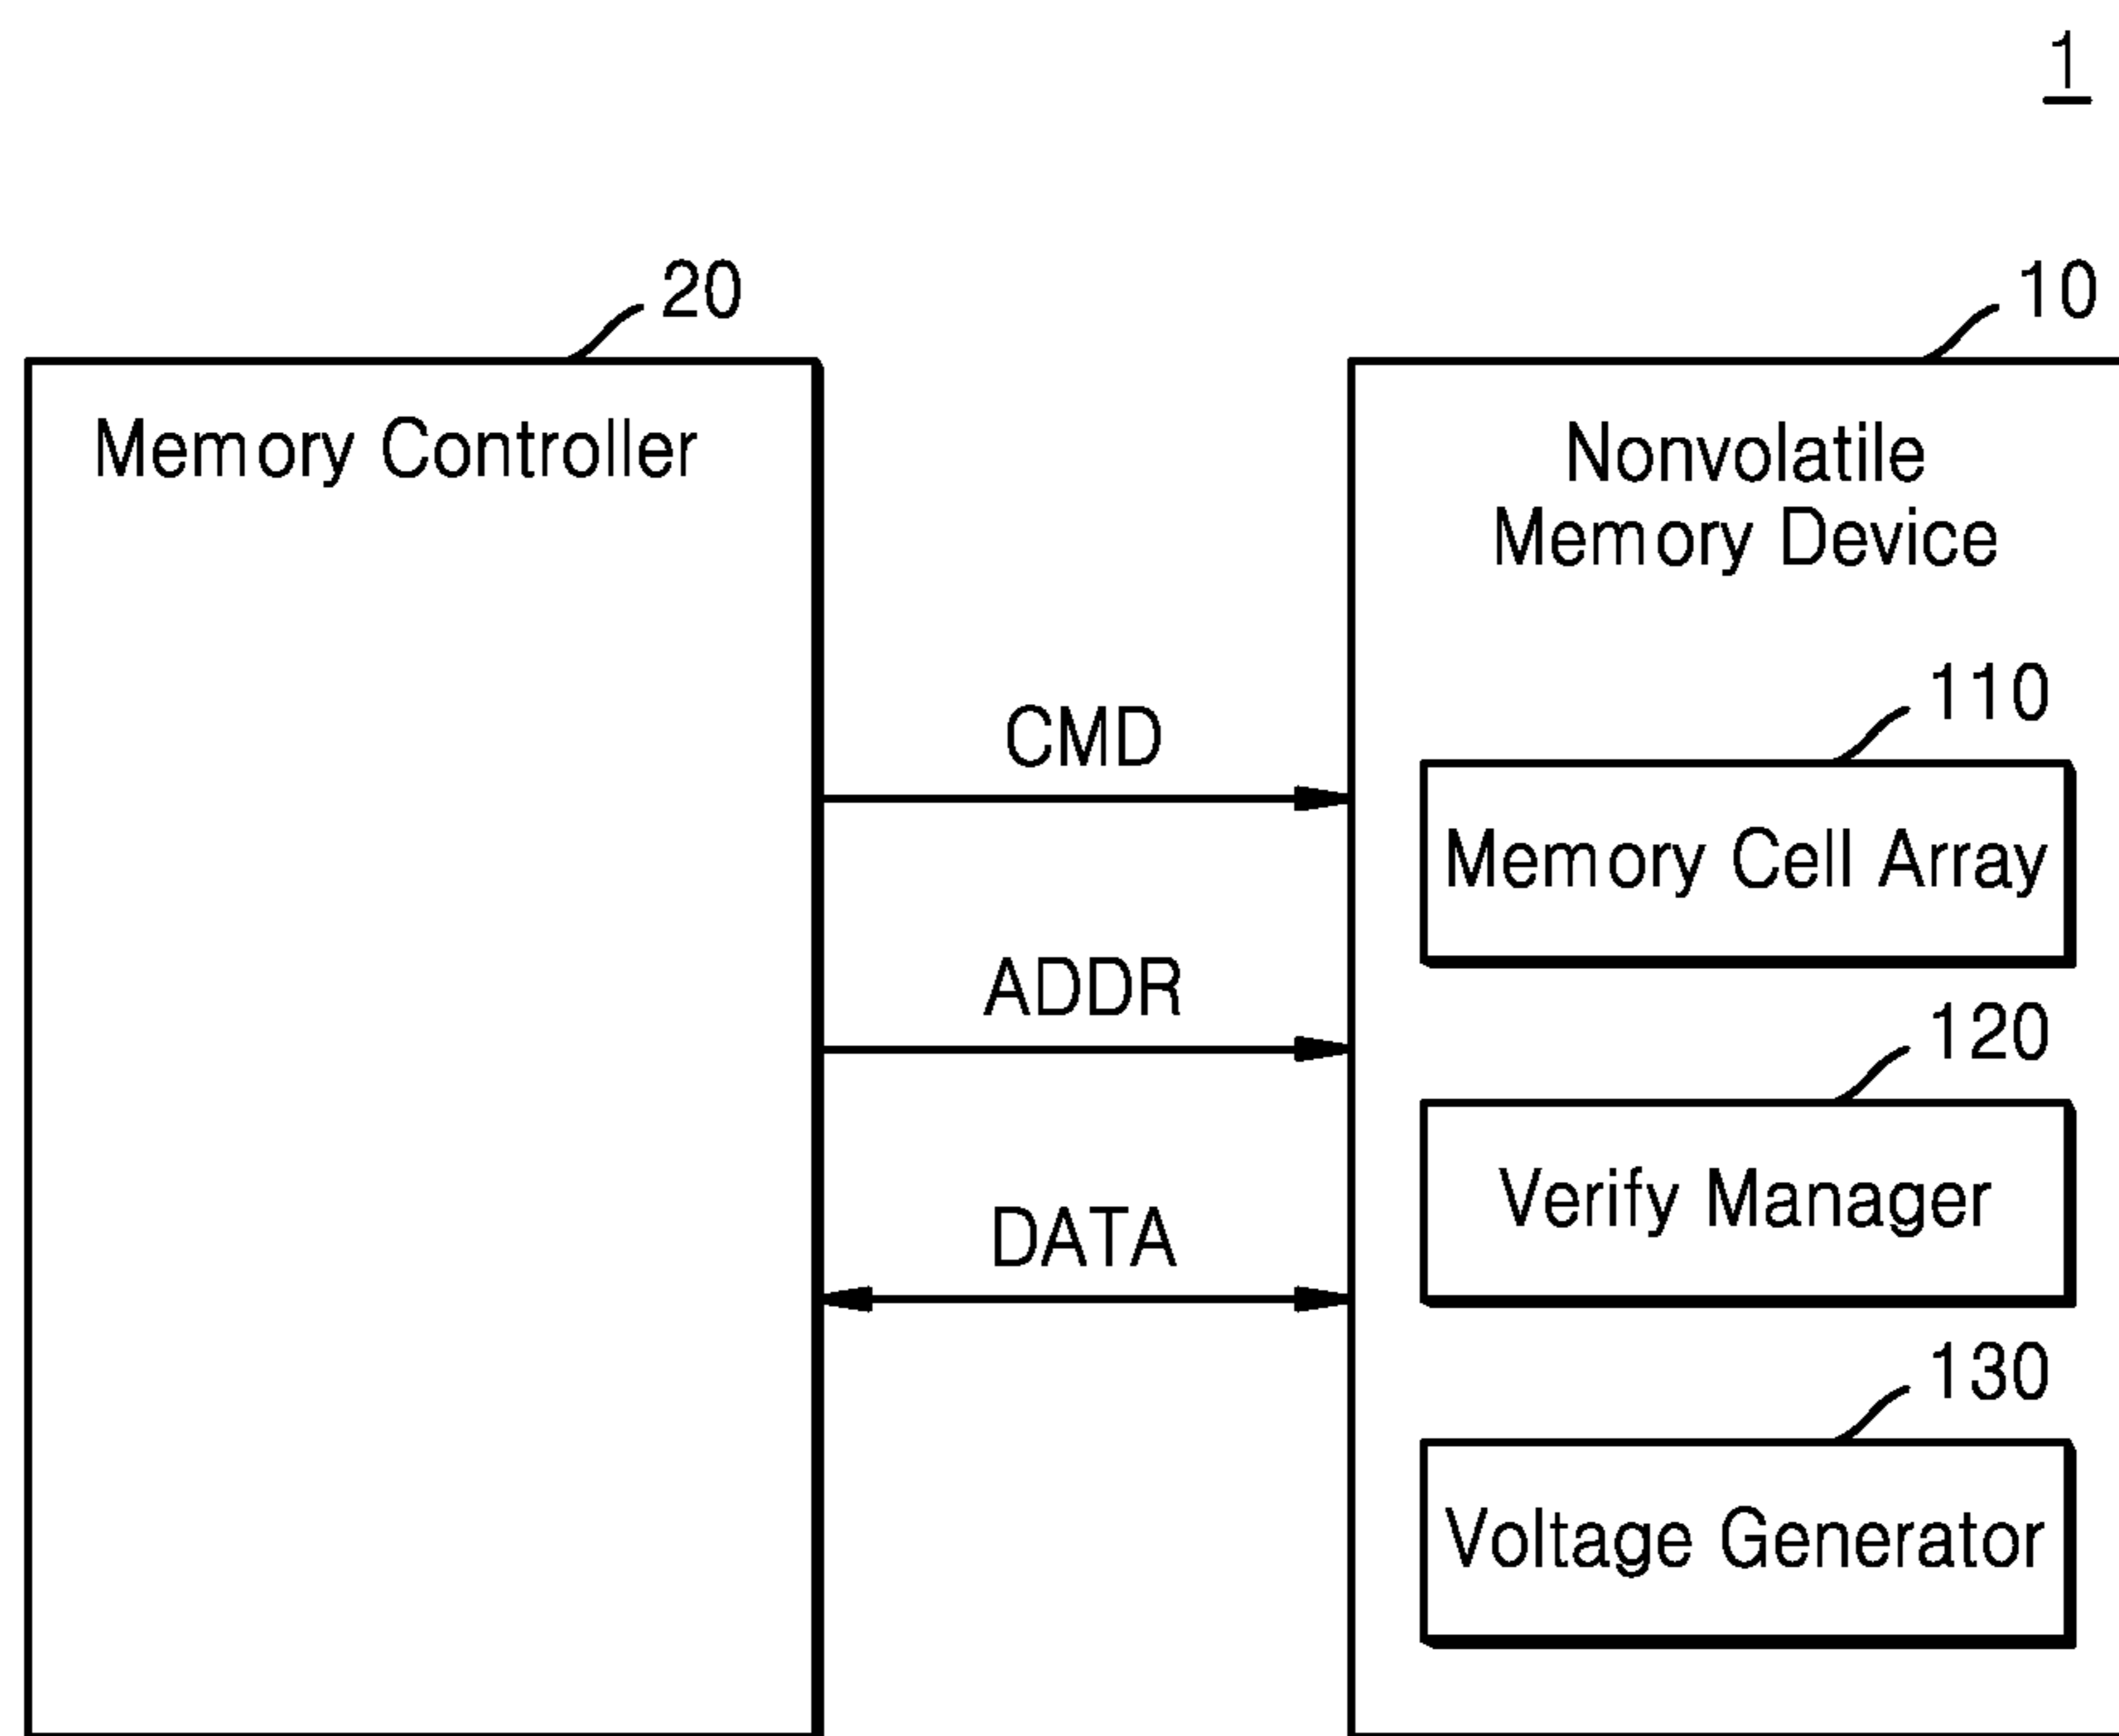 1
20
10
Memory Controller
Nonvolatile
Memory Device
CMD
110
Memory Cell Array
ADDR
120
Verify Manager
DATA
130
Voltage Generator